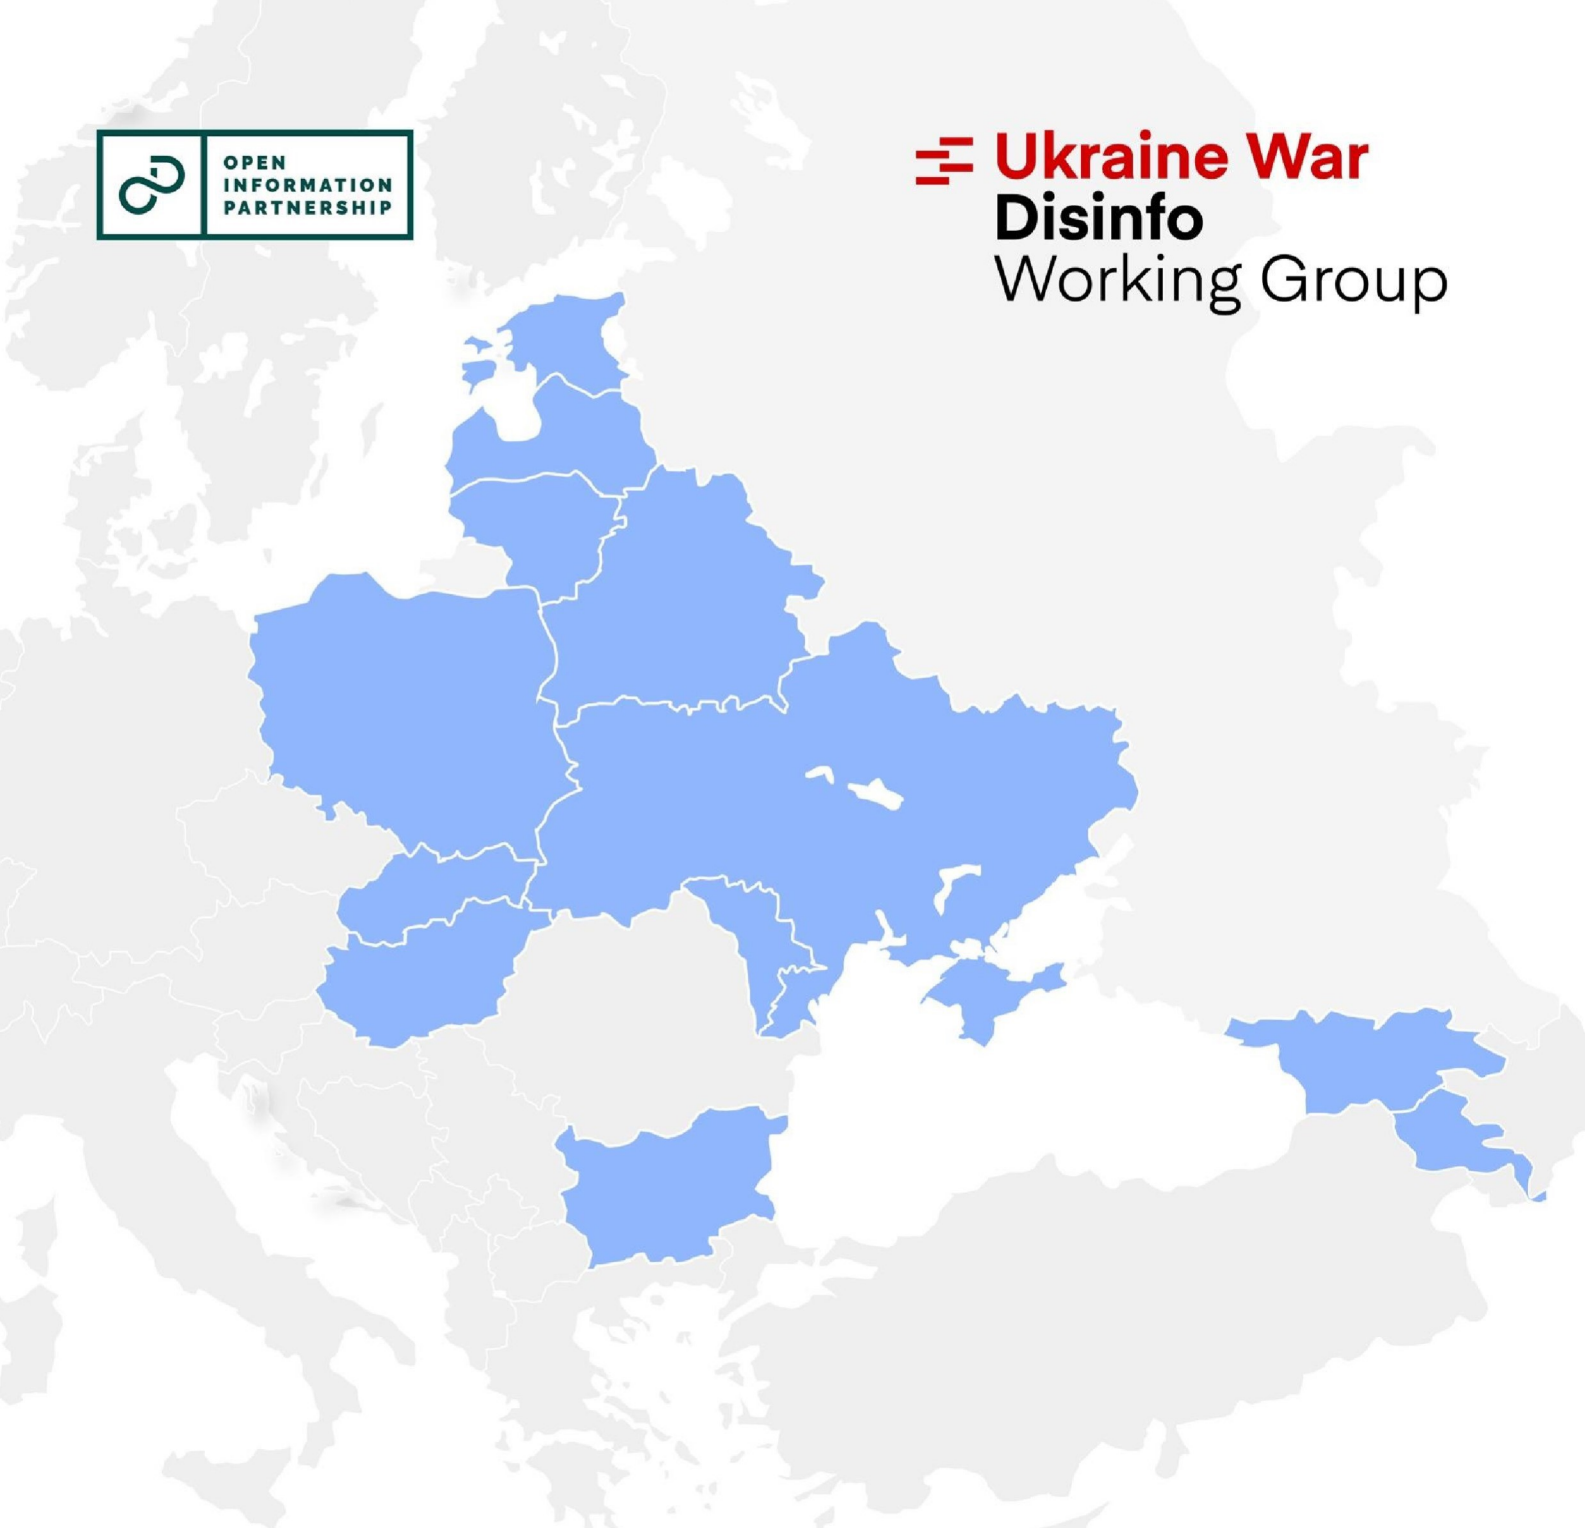 OPEN
INFORMATION
PARTNERSHIP
Ukraine War
Disinfo
Working Group